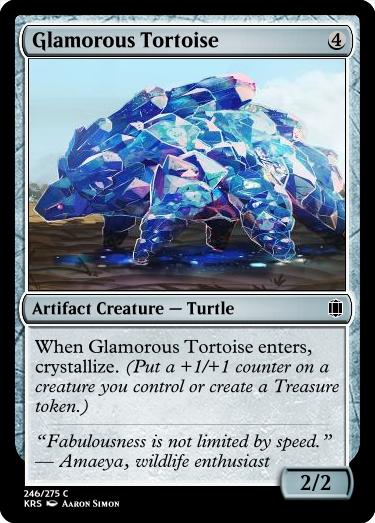 Glamorous Tortoise 4
Artifact Creature — Turtle
When Glamorous Tortoise enters,
crystallize. (Put a +1/+1 counter on a
creature you control or create a Treasure
token.)
“Fabulousness is not limited by speed.”
— Amaeya, wildlife enthusiast
2/2
246/275 C
KRS Aaron Simon